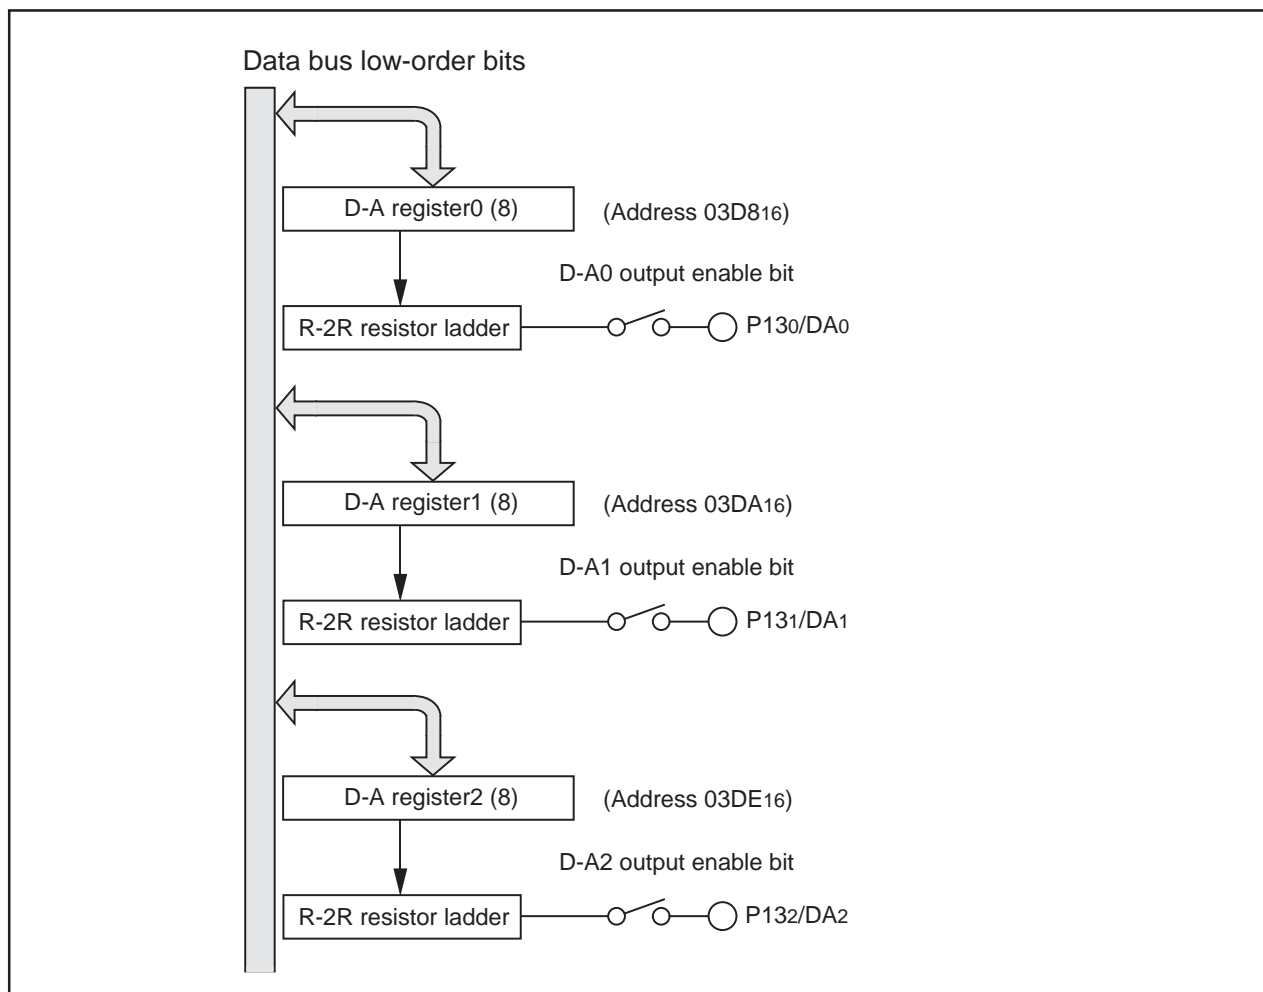 Data bus low-order bits
D-A register0 (8)
(Address 03D816)
D-A0 output enable bit
R-2R resistor ladder
P130/DA0
D-A register1 (8)
(Address 03DA16)
D-A1 output enable bit
R-2R resistor ladder
P131/DA1
D-A register2 (8)
(Address 03DE16)
D-A2 output enable bit
R-2R resistor ladder
P132/DA2